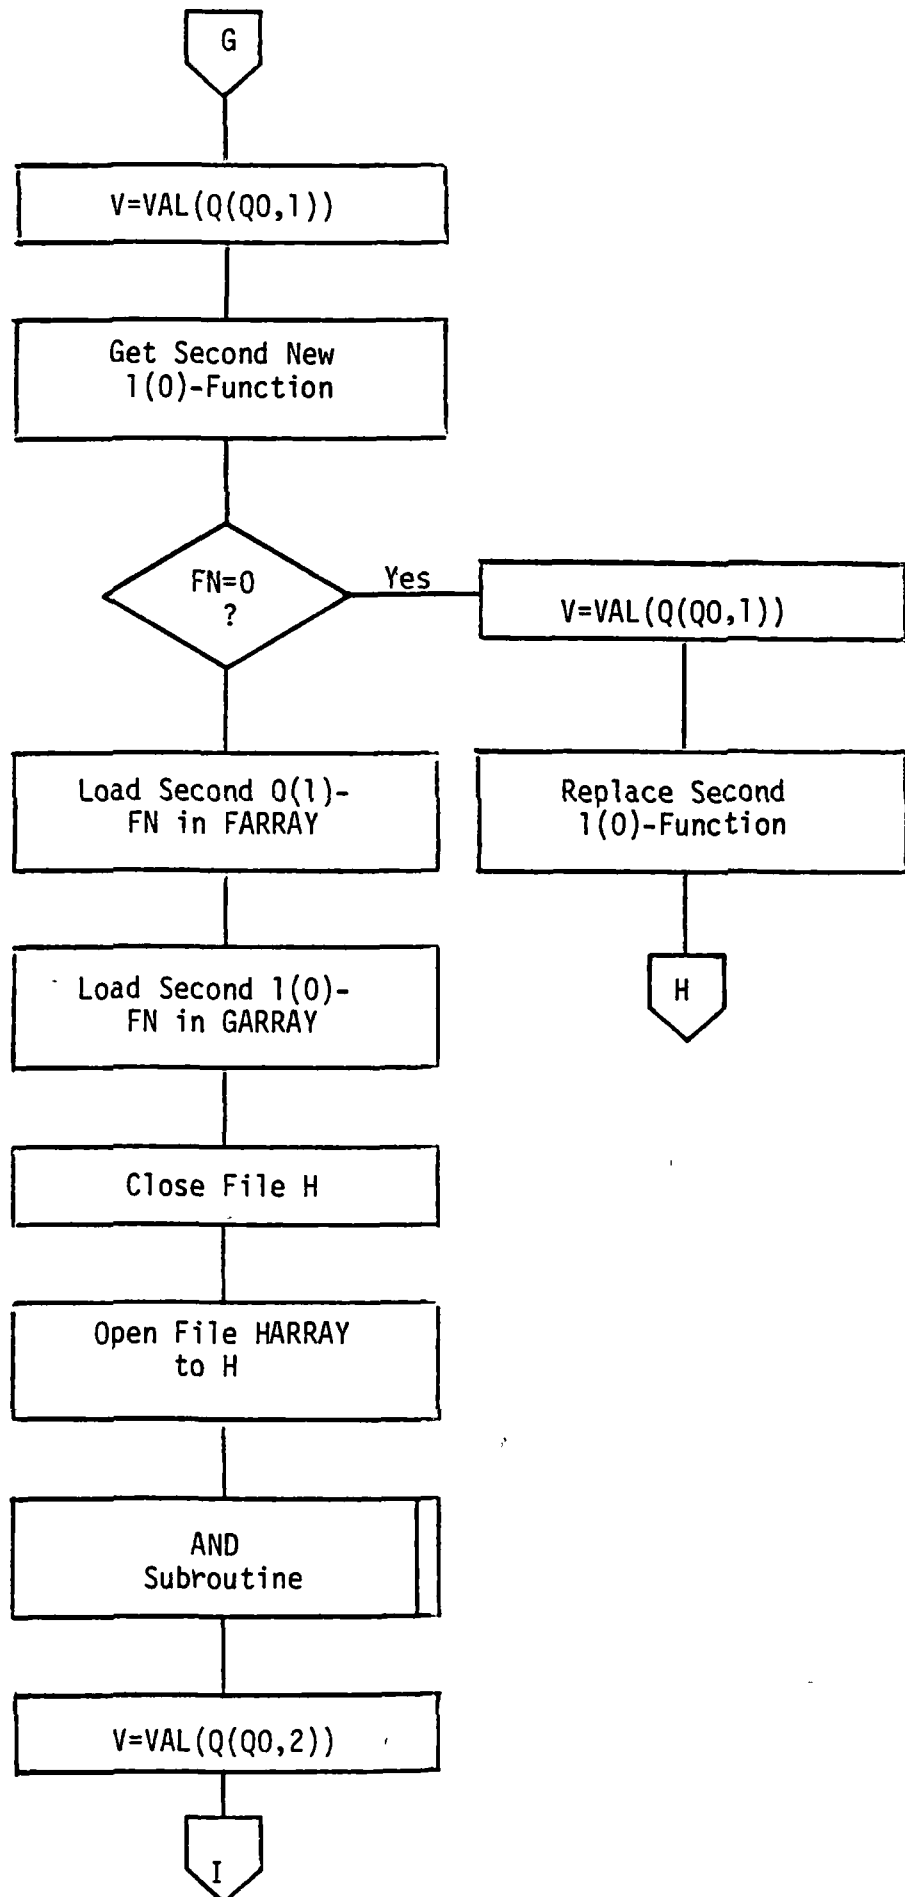 G
V=VAL(Q(Q0,1))
Get Second New
1(0)-Function
FN=0
?
Yes
V=VAL(Q(Q0,1))
Replace Second
1(0)-Function
H
Load Second 0(1)-
FN in FARRAY
Load Second 1(0)-
FN in GARRAY
Close File H
Open File HARRAY
to H
AND
Subroutine
V=VAL(Q(Q0,2))
I